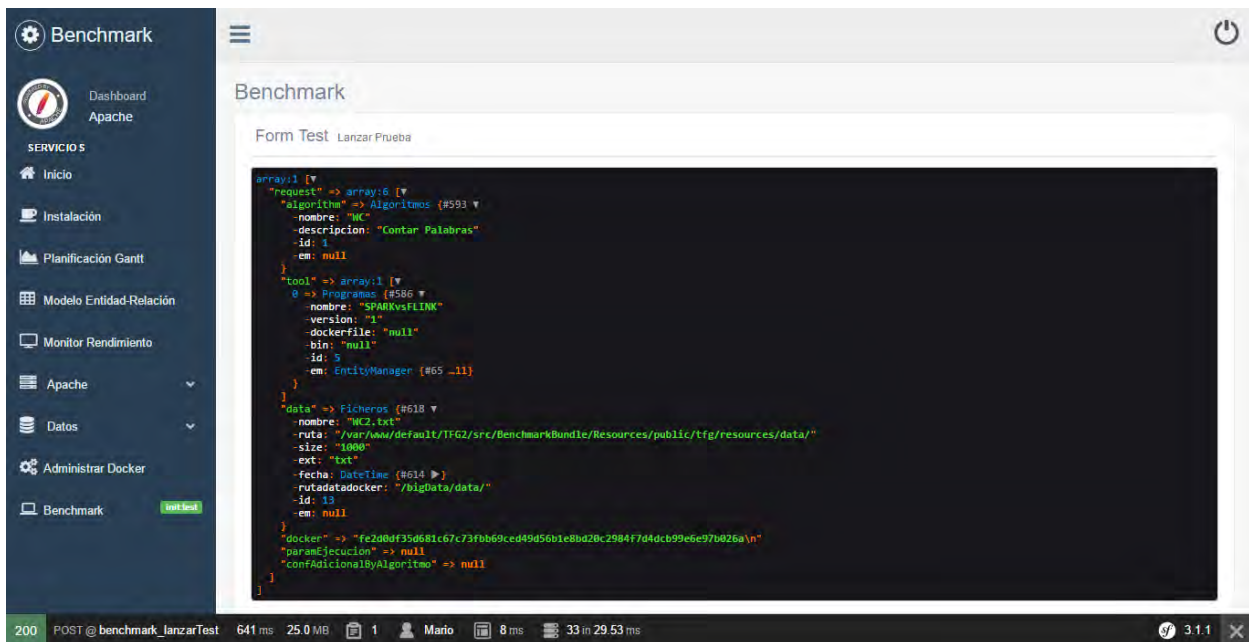 Benchmark
Dashboard
Apache
SERVICIOS
Inicio
Instalación
Planificación Gantt
Modelo Entidad-Relación
Monitor Rendimiento
Apache
Datos
Administrar Docker
Benchmark init:test
Benchmark
Form Test Lanzar Prueba
array:1 [▼
"request" => array:6 [▼
"algorithm" => Algoritmos {#593 ▼
-nombre: "WC"
-descripcion: "Contar Palabras"
-id: 1
-em: null
}
"tool" => array:1 [▼
0 => Programas {#586 ▼
-nombre: "SPARKvsFLINK"
-version: "1"
-dockerfile: "null"
-bin: "null"
-id: 5
-em: EntityManager {#65 …11}
}
]
"data" => Ficheros {#618 ▼
-nombre: "WC2.txt"
-ruta: "/var/www/default/TFG2/src/BenchmarkBundle/Resources/public/tfg/resources/data/"
-size: "1000"
-ext: "txt"
-fecha: DateTime {#614 ▶}
-rutadatadocker: "/bigData/data/"
-id: 13
-em: null
}
"docker" => "fe2d0df35d681c67c73fbb69ced49d56b1e8bd20c2984f7d4dcb99e6e97b026a\n"
"paramEjecucion" => null
"confAdicionalByAlgoritmo" => null
]
]
200 POST @ benchmark_lanzarTest 641 ms 25.0 MB 1 Mario 8 ms 33 in 29.53 ms sf 3.1.1